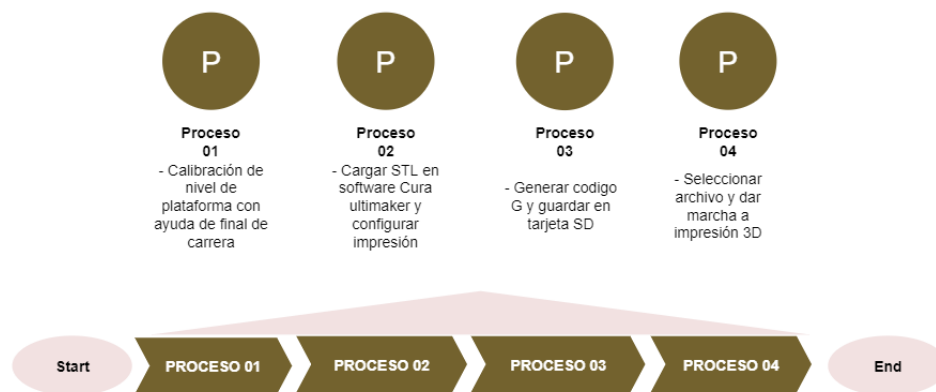 P
Proceso
01
- Calibración de
nivel de
plataforma con
ayuda de final de
carrera
P
Proceso
02
- Cargar STL en
software Cura
ultimaker y
configurar
impresión
P
Proceso
03
- Generar codigo
G y guardar en
tarjeta SD
P
Proceso
04
- Seleccionar
archivo y dar
marcha a
impresión 3D
Start
PROCESO 01
PROCESO 02
PROCESO 03
PROCESO 04
End